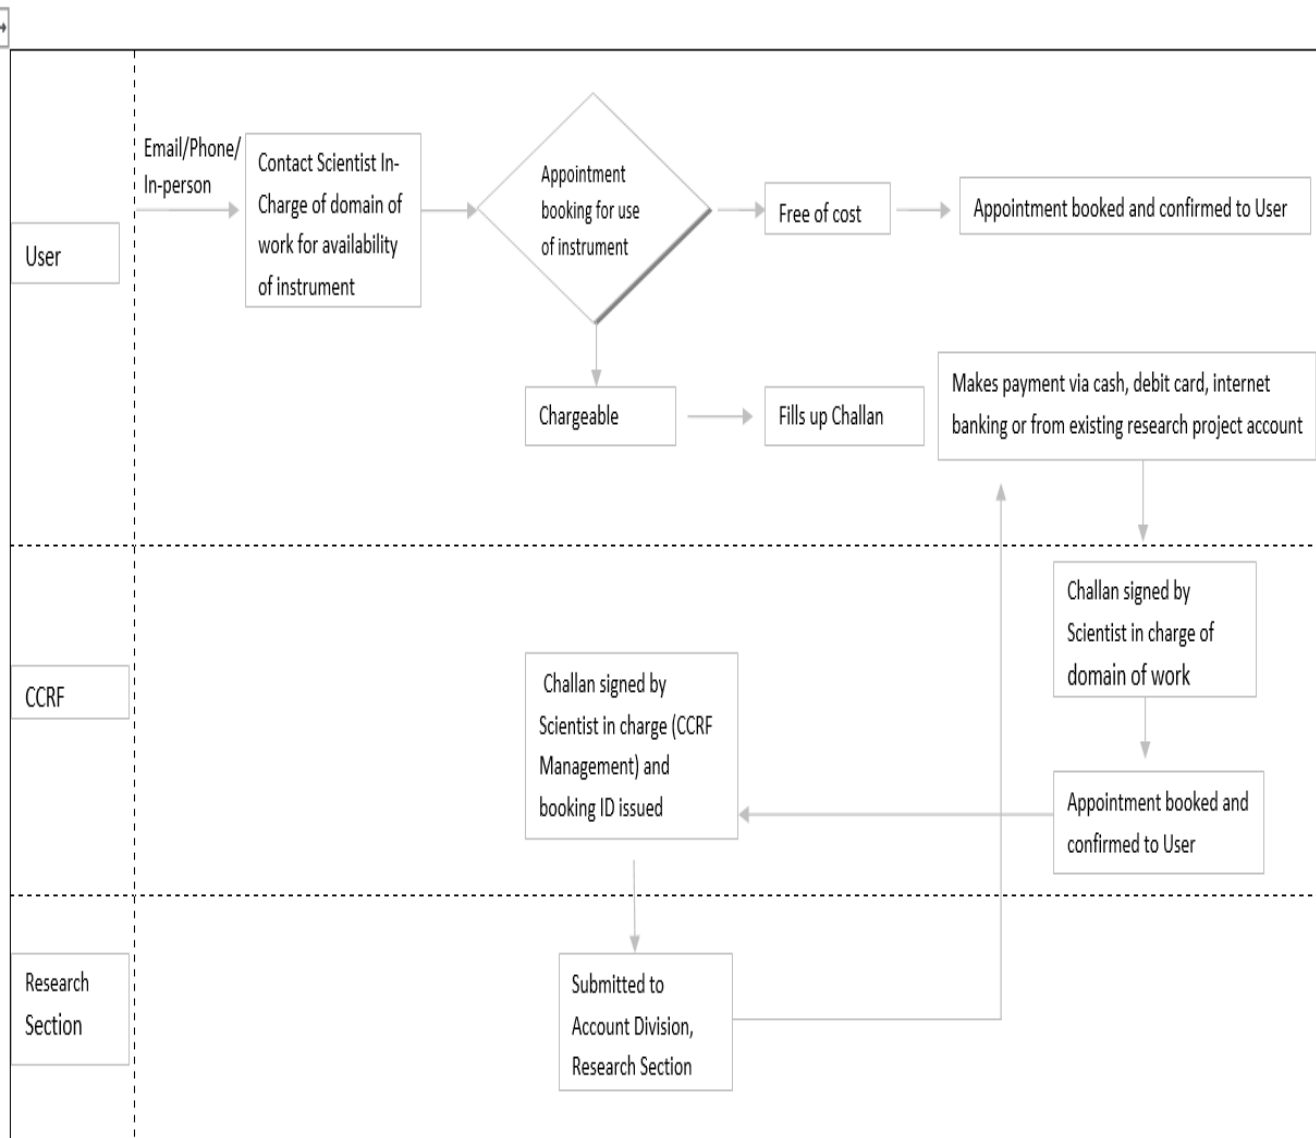 Email/Phone/
In-person
Contact Scientist In-
Charge of domain of
work for availability
of instrument
Appointment
booking for use
of instrument
Free of cost
Appointment booked and confirmed to User
User
Chargeable
Fills up Challan
Makes payment via cash, debit card, internet
banking or from existing research project account
CCRF
Challan signed by
Scientist in charge (CCRF
Management) and
booking ID issued
Challan signed by
Scientist in charge of
domain of work
Appointment booked and
confirmed to User
Research
Section
Submitted to
Account Division,
Research Section